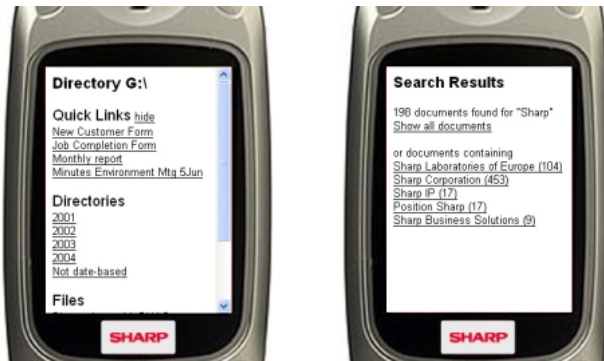 Directory G:\
Quick Links hide
New Customer Form
Job Completion Form
Monthly report
Minutes Environment Mtg 5Jun
Directories
2001
2002
2003
2004
Not date-based
Files
SHARP
Search Results
198 documents found for "Sharp"
Show all documents
or documents containing
Sharp Laboratories of Europe (104)
Sharp Corporation (453)
Sharp IP (17)
Position Sharp (17)
Sharp Business Solutions (9)
SHARP